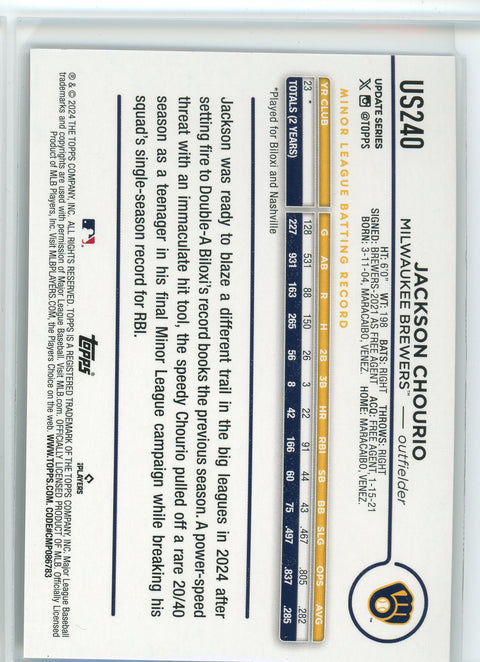 US240
JACKSON CHOURIO
MILWAUKEE BREWERS™ — outfielder
UPDATE SERIES
X @TOPPS
HT: 6'0" WT: 198 BATS: RIGHT THROWS: RIGHT
SIGNED: BREWERS-2021 AS FREE AGENT ACQ: FREE AGENT, 1-15-21
BORN: 3-11-04, MARACAIBO, VENEZ. HOME: MARACAIBO, VENEZ.
MINOR LEAGUE BATTING RECORD
YR CLUB G AB R H 2B 3B HR RBI SB BB SLG OPS AVG
23 * 128 531 88 150 26 3 22 91 44 43 .467 .805 .282
TOTALS (2 YEARS) 227 931 163 265 56 8 42 166 60 75 .497 .837 .285
*Played for Biloxi and Nashville
Jackson was ready to blaze a different trail in the big leagues in 2024 after
setting fire to Double-A Biloxi's record books the previous season. A power-speed
threat with an immaculate hit tool, the speedy Chourio pulled off a rare 20/40
season as a teenager in his final Minor League campaign while breaking his
squad's single-season record for RBI.
topps
PLAYERS
® & © 2024 THE TOPPS COMPANY, INC. ALL RIGHTS RESERVED. TOPPS IS A REGISTERED TRADEMARK OF THE TOPPS COMPANY, INC. Major League Baseball
trademarks and copyrights are used with permission of Major League Baseball. Visit MLB.com. OFFICIALLY LICENSED PRODUCT OF MLB. Officially Licensed
Product of MLB Players, Inc. Visit MLBPLAYERS.COM, the Players Choice on the web. WWW.TOPPS.COM. CODE#CMP086783